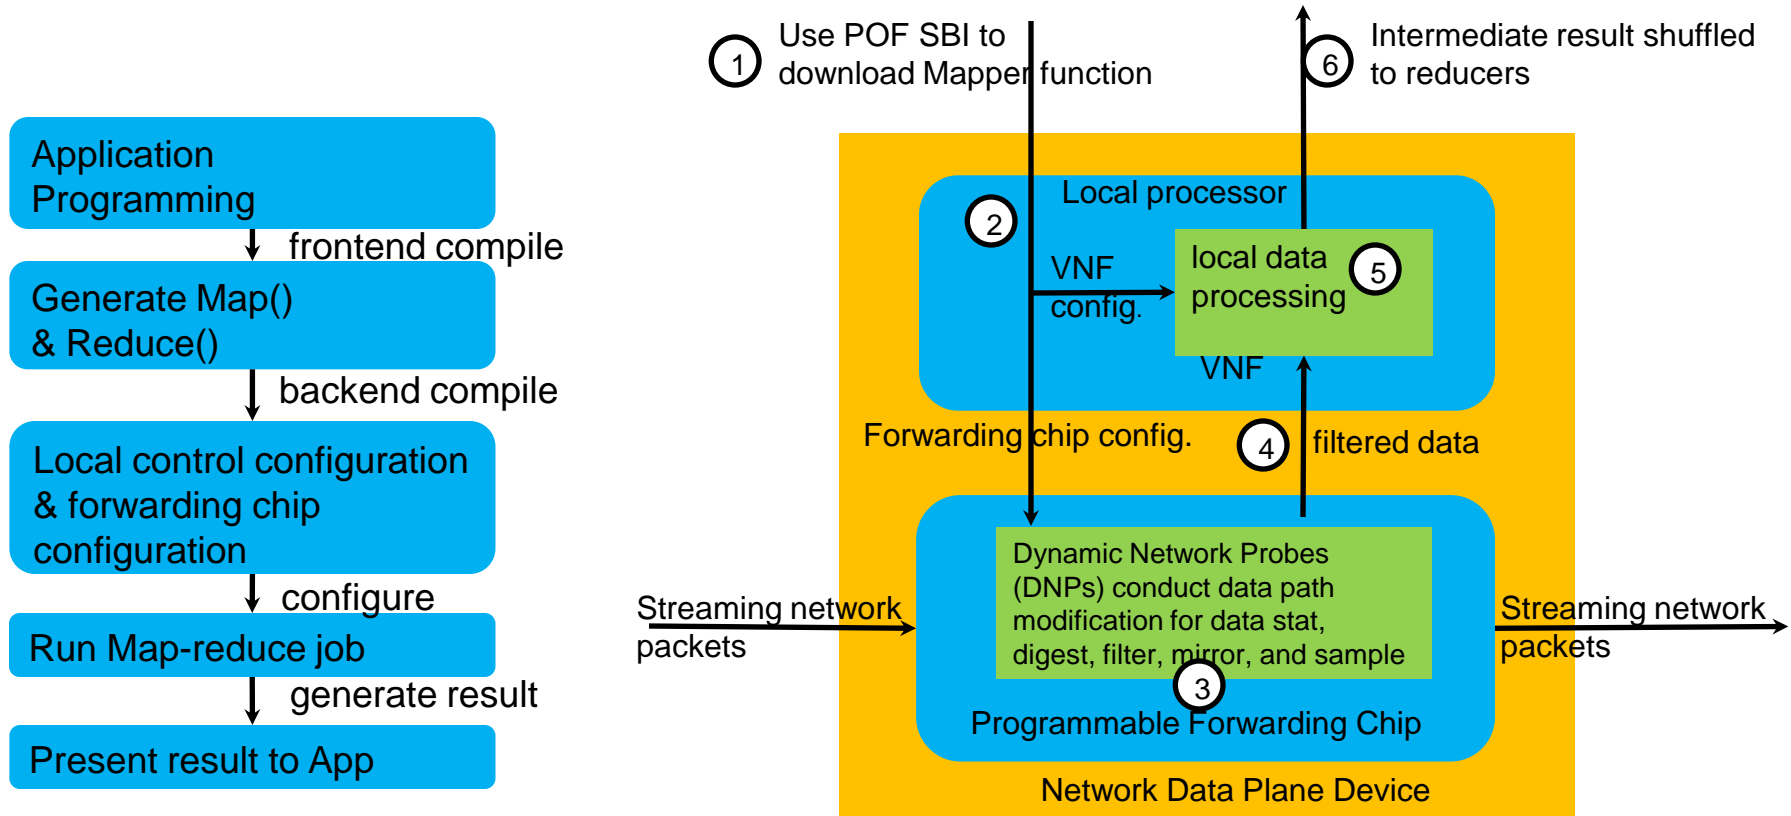 Application
Programming
frontend compile
Generate Map()
& Reduce()
backend compile
Local control configuration
& forwarding chip
configuration
configure
Run Map-reduce job
generate result
Present result to App
1
Use POF SBI to
download Mapper function
6
Intermediate result shuffled
to reducers
Local processor
2
VNF
config.
local data
processing
5
VNF
Forwarding chip config.
4
filtered data
Streaming network
packets
Dynamic Network Probes
(DNPs) conduct data path
modification for data stat,
digest, filter, mirror, and sample
3
Programmable Forwarding Chip
Streaming network
packets
Network Data Plane Device